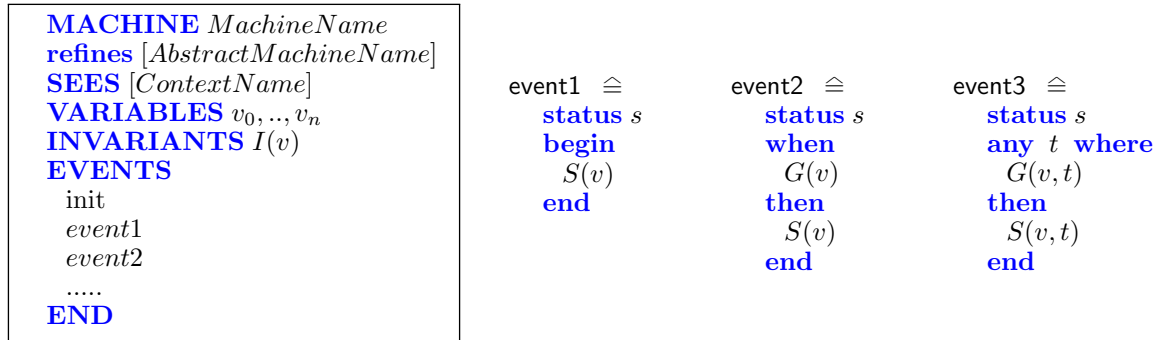 MACHINE MachineName
refines [AbstractMachineName]
SEES [ContextName]
VARIABLES v₀, .., vₙ
INVARIANTS I(v)
EVENTS
init
event1
event2
.....
END
event1 ≙
status s
begin
S(v)
end
event2 ≙
status s
when
G(v)
then
S(v)
end
event3 ≙
status s
any t where
G(v, t)
then
S(v, t)
end